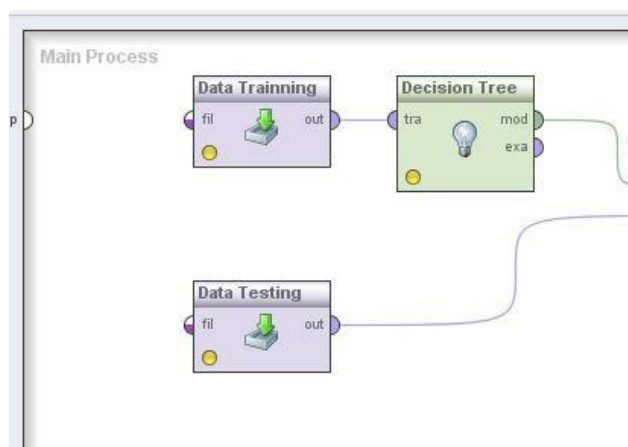 Main Process
Data Trainning
Decision Tree
p
fil
out
tra
mod
exa
Data Testing
fil
out